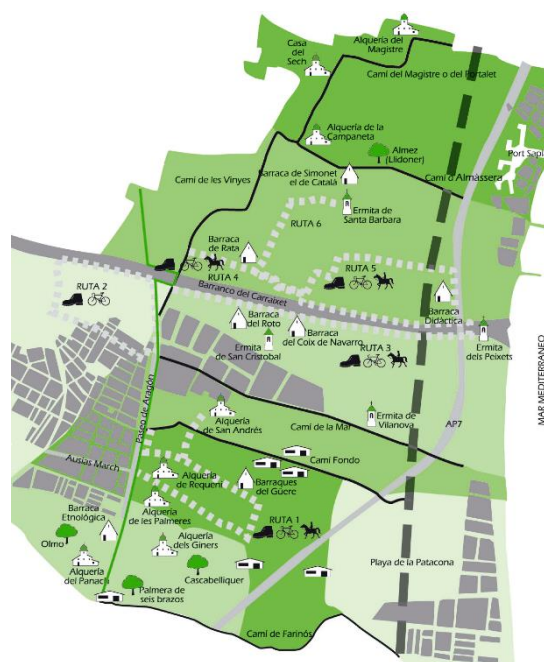 Alquería del
Magistre
Casa
del
Sech
Camí del Magistre o del Portalet
Alquería de la
Campaneta
Almez
(Llidoner)
Port Sapla
Camí d'Almàssera
Camí de les Vinyes
Barraca de Simonet
el de Català
Ermita de
Santa Barbara
RUTA 6
Barraca
de Rata
RUTA 4
RUTA 5
RUTA 2
Barranco del Carraixet
Barraca
Didàctica
Barraca
del Roto
Barraca
del Coix de Navarro
Ermita
de San Cristobal
Ermita
dels Peixets
RUTA 3
MAR MEDITERRANEO
Paseo de Aragón
Alquería
de San Andrés
Camí de la Mar
Ermita de
Vilanova
AP7
Ausias March
Camí Fondo
Alquería
de Requeni
Barraques
del Güere
Alquería
de les Palmeres
RUTA 1
Barraca
Etnológica
Olmo
Alquería
del Panach
Alquería
dels Giners
Cascabelliquer
Palmera de
seis brazos
Playa de la Patacona
Camí de Farinós